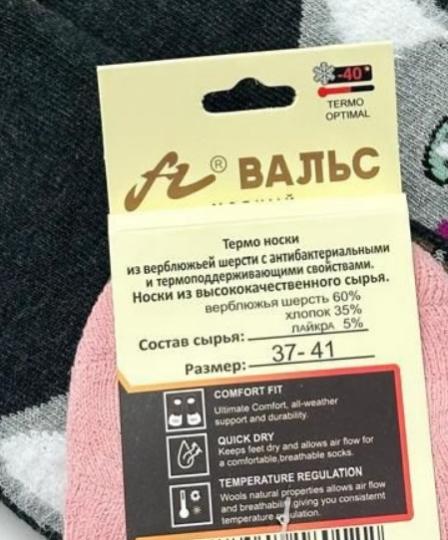 -40°
TERMO
OPTIMAL
® ВАЛЬС
Термо носки
из верблюжьей шерсти с антибактериальными
и термоподдерживающими свойствами.
Носки из высококачественного сырья.
верблюжья шерсть 60%
хлопок 35%
Состав сырья: лайкра 5%
Размер: 37-41
COMFORT FIT
Ultimate Comfort, all-weather
support and durability.
QUICK DRY
Keeps feet dry and allows air flow for
a comfortable,breathable socks.
TEMPERATURE REGULATION
Wools natural properties allows air flow
and breathability giving you consisternt
temperature